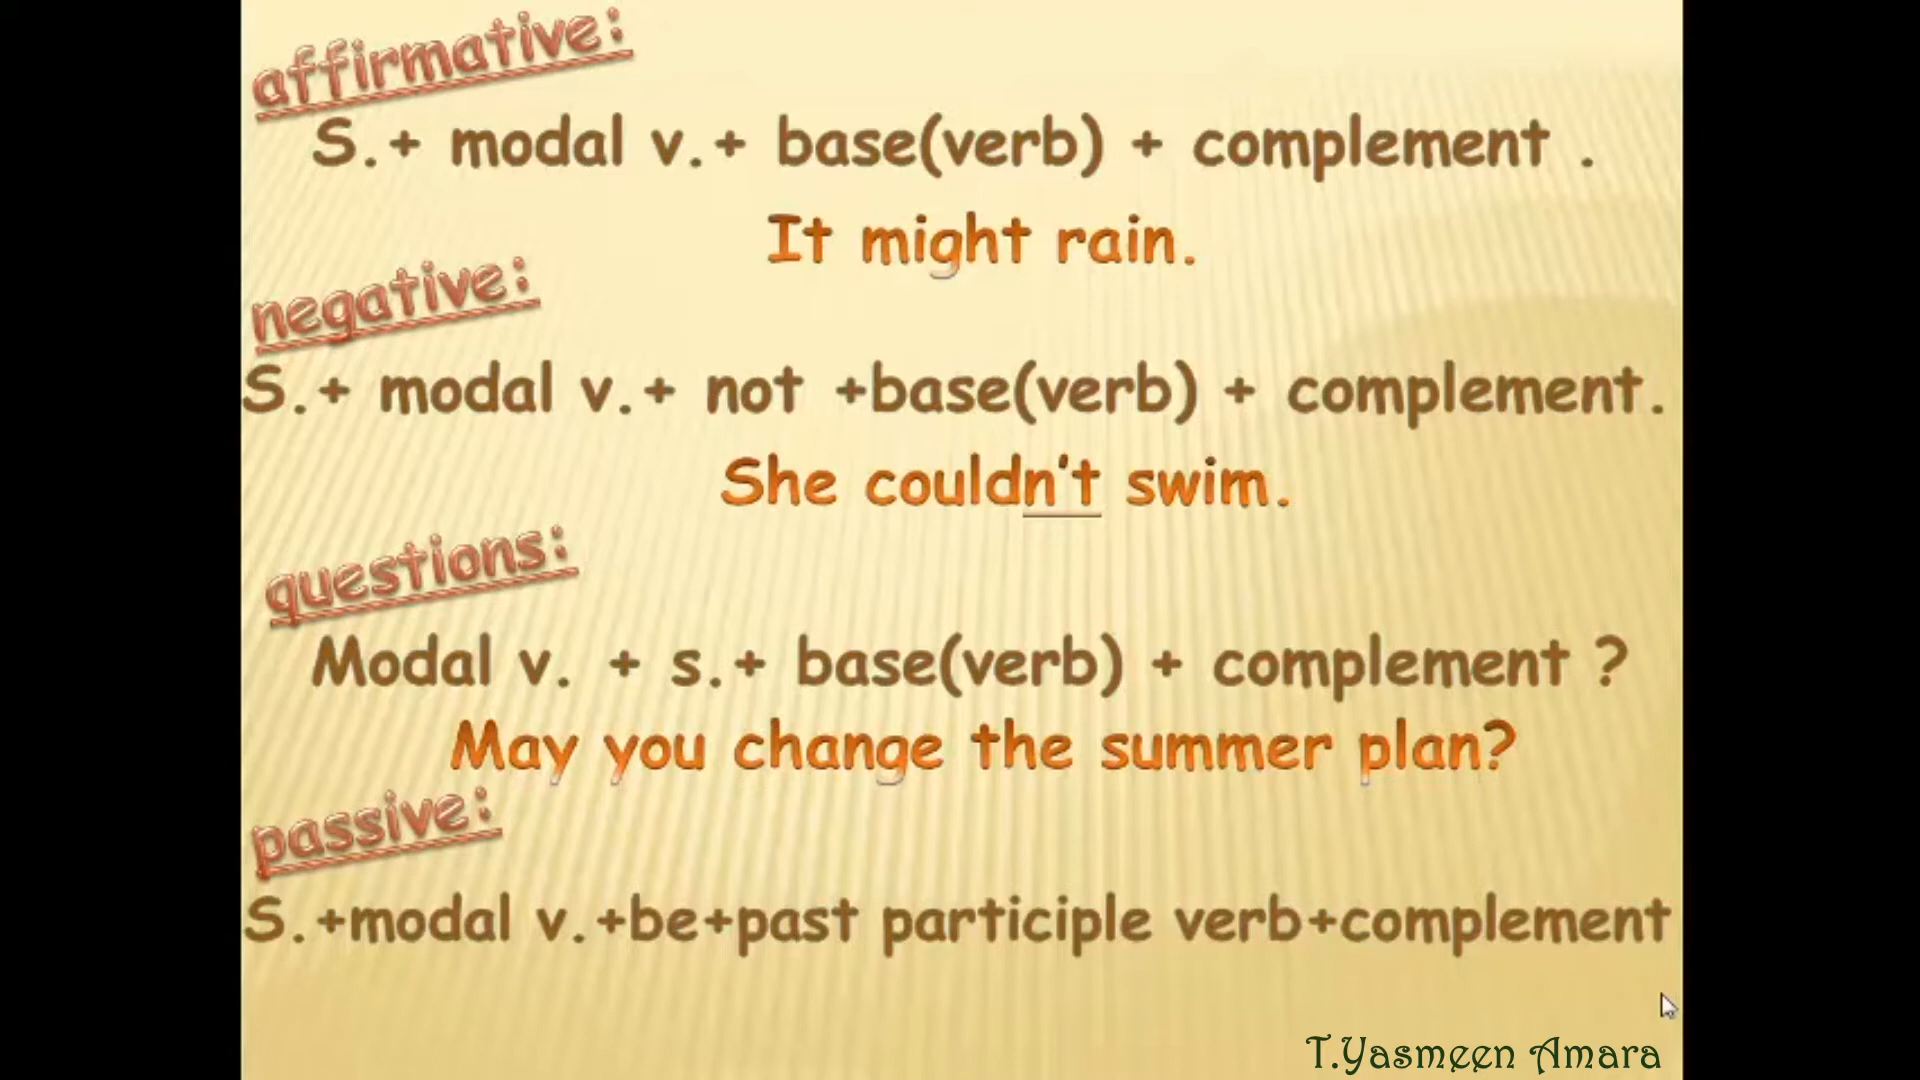 affirmative:
S.+ modal v.+ base(verb) + complement .
It might rain.
negative:
S.+ modal v.+ not +base(verb) + complement.
She couldn't swim.
questions:
Modal v. + s.+ base(verb) + complement ?
May you change the summer plan?
passive:
S.+modal v.+be+past participle verb+complement
T.Yasmeen Amara